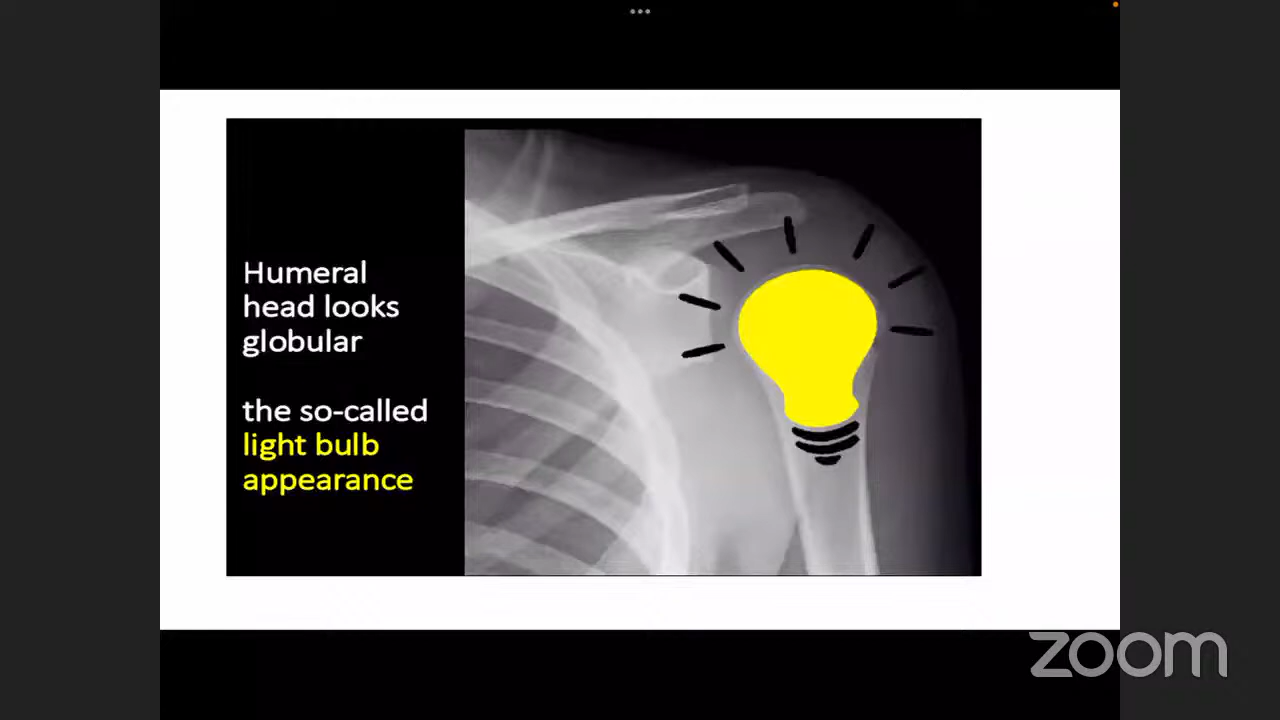 Humeral
head looks
globular
the so-called
light bulb
appearance
zoom